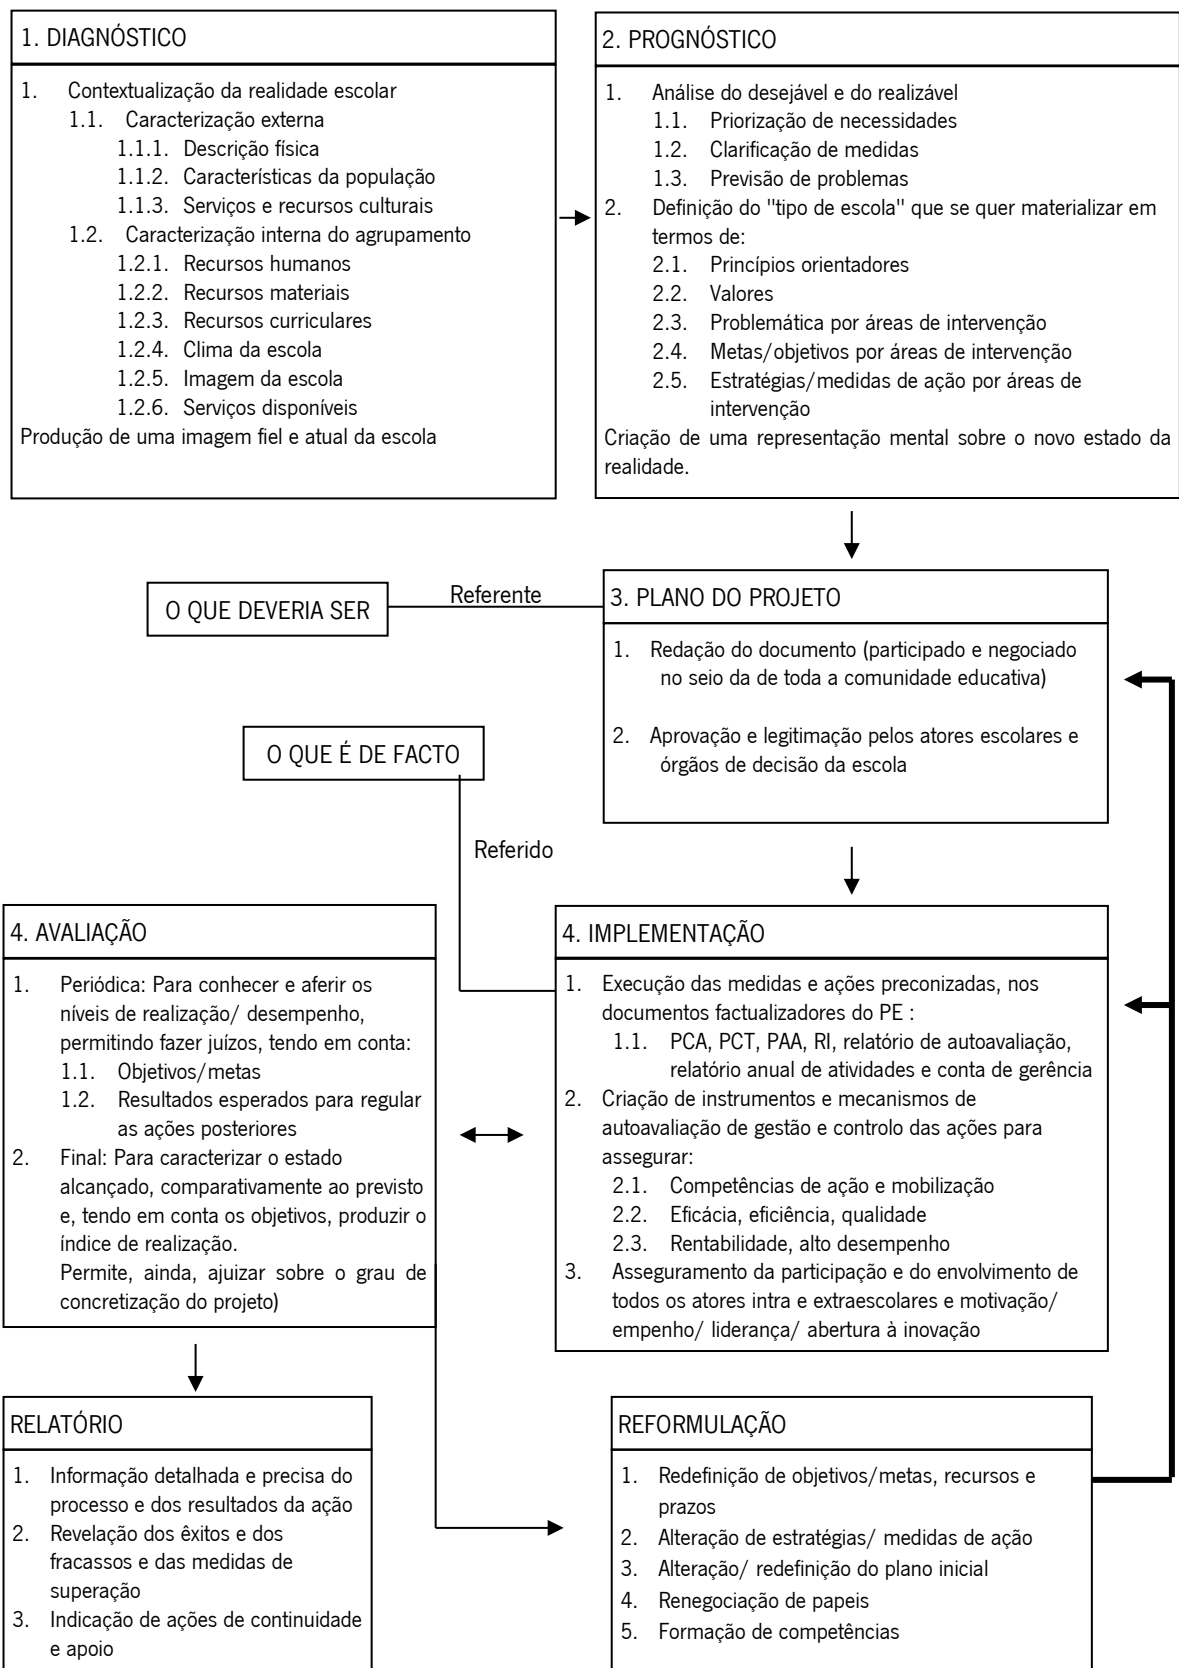 1. DIAGNÓSTICO
1. Contextualização da realidade escolar
1.1. Caracterização externa
1.1.1. Descrição física
1.1.2. Características da população
1.1.3. Serviços e recursos culturais
1.2. Caracterização interna do agrupamento
1.2.1. Recursos humanos
1.2.2. Recursos materiais
1.2.3. Recursos curriculares
1.2.4. Clima da escola
1.2.5. Imagem da escola
1.2.6. Serviços disponíveis
Produção de uma imagem fiel e atual da escola
2. PROGNÓSTICO
1. Análise do desejável e do realizável
1.1. Priorização de necessidades
1.2. Clarificação de medidas
1.3. Previsão de problemas
2. Definição do "tipo de escola" que se quer materializar em
termos de:
2.1. Princípios orientadores
2.2. Valores
2.3. Problemática por áreas de intervenção
2.4. Metas/objetivos por áreas de intervenção
2.5. Estratégias/medidas de ação por áreas de
intervenção
Criação de uma representação mental sobre o novo estado da
realidade.
O QUE DEVERIA SER
Referente
3. PLANO DO PROJETO
1. Redação do documento (participado e negociado
no seio da de toda a comunidade educativa)
2. Aprovação e legitimação pelos atores escolares e
órgãos de decisão da escola
O QUE É DE FACTO
Referido
4. AVALIAÇÃO
1. Periódica: Para conhecer e aferir os
níveis de realização/ desempenho,
permitindo fazer juízos, tendo em conta:
1.1. Objetivos/metas
1.2. Resultados esperados para regular
as ações posteriores
2. Final: Para caracterizar o estado
alcançado, comparativamente ao previsto
e, tendo em conta os objetivos, produzir o
índice de realização.
Permite, ainda, ajuizar sobre o grau de
concretização do projeto)
4. IMPLEMENTAÇÃO
1. Execução das medidas e ações preconizadas, nos
documentos factualizadores do PE :
1.1. PCA, PCT, PAA, RI, relatório de autoavaliação,
relatório anual de atividades e conta de gerência
2. Criação de instrumentos e mecanismos de
autoavaliação de gestão e controlo das ações para
assegurar:
2.1. Competências de ação e mobilização
2.2. Eficácia, eficiência, qualidade
2.3. Rentabilidade, alto desempenho
3. Asseguramento da participação e do envolvimento de
todos os atores intra e extraescolares e motivação/
empenho/ liderança/ abertura à inovação
RELATÓRIO
1. Informação detalhada e precisa do
processo e dos resultados da ação
2. Revelação dos êxitos e dos
fracassos e das medidas de
superação
3. Indicação de ações de continuidade
e apoio
REFORMULAÇÃO
1. Redefinição de objetivos/metas, recursos e
prazos
2. Alteração de estratégias/ medidas de ação
3. Alteração/ redefinição do plano inicial
4. Renegociação de papeis
5. Formação de competências